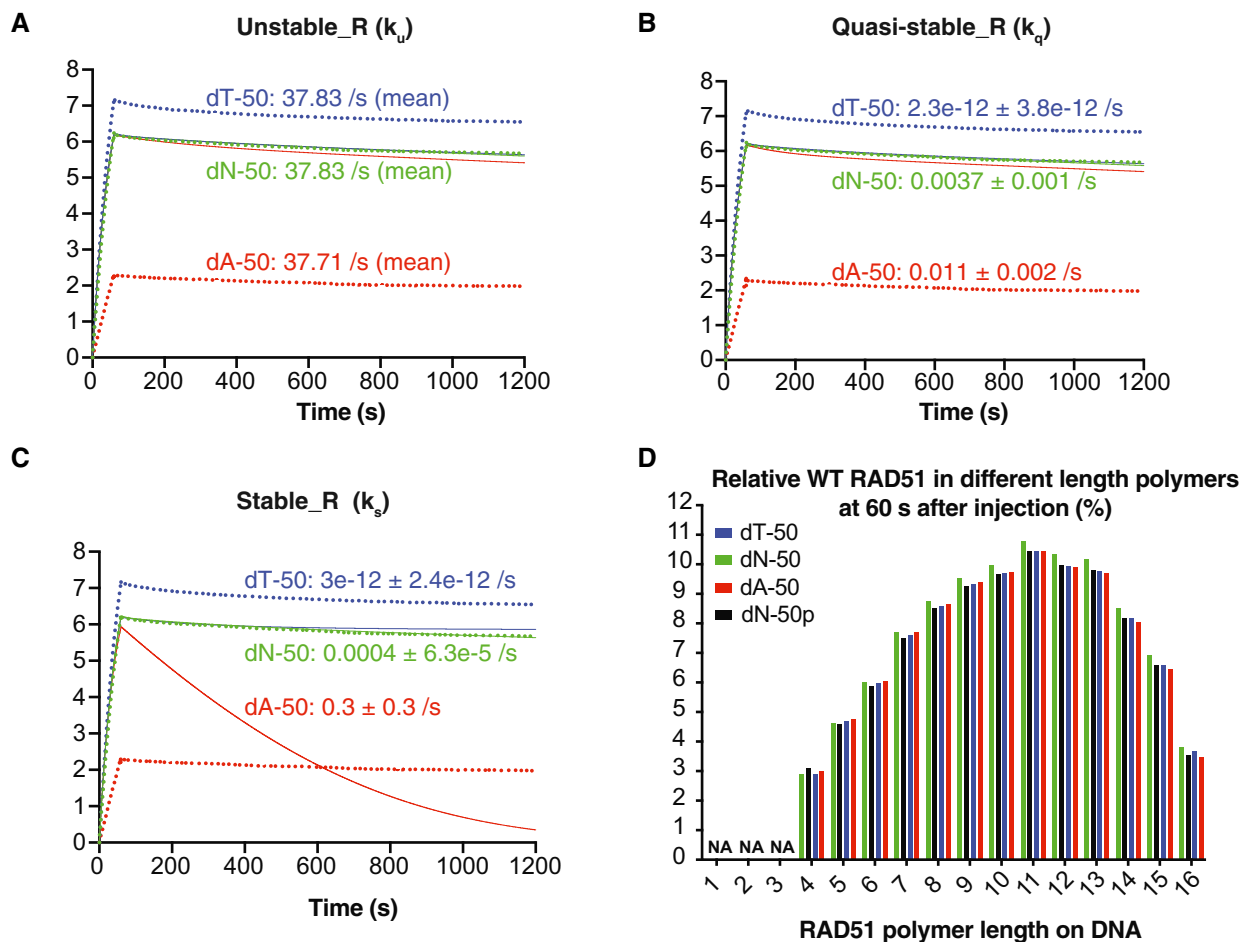 A
Unstable_R (ku)
8
7
6
5
4
3
2
1
0
dT-50: 37.83 /s (mean)
dN-50: 37.83 /s (mean)
dA-50: 37.71 /s (mean)
0 200 400 600 800 1000 1200
Time (s)
B
Quasi-stable_R (kq)
8
7
6
5
4
3
2
1
0
dT-50: 2.3e-12 ± 3.8e-12 /s
dN-50: 0.0037 ± 0.001 /s
dA-50: 0.011 ± 0.002 /s
0 200 400 600 800 1000 1200
Time (s)
C
Stable_R (ks)
8
7
6
5
4
3
2
1
0
dT-50: 3e-12 ± 2.4e-12 /s
dN-50: 0.0004 ± 6.3e-5 /s
dA-50: 0.3 ± 0.3 /s
0 200 400 600 800 1000 1200
Time (s)
D
Relative WT RAD51 in different length polymers
at 60 s after injection (%)
12
11
10
9
8
7
6
5
4
3
2
1
0
dT-50
dN-50
dA-50
dN-50p
NA NA NA
1 2 3 4 5 6 7 8 9 10 11 12 13 14 15 16
RAD51 polymer length on DNA